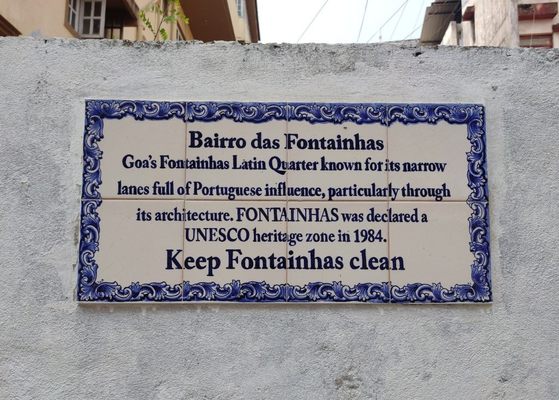 Bairro das Fontainhas
Goa's Fontainhas Latin Quarter known for its narrow
lanes full of Portuguese influence, particularly through
its architecture. FONTAINHAS was declared a
UNESCO heritage zone in 1984.
Keep Fontainhas clean